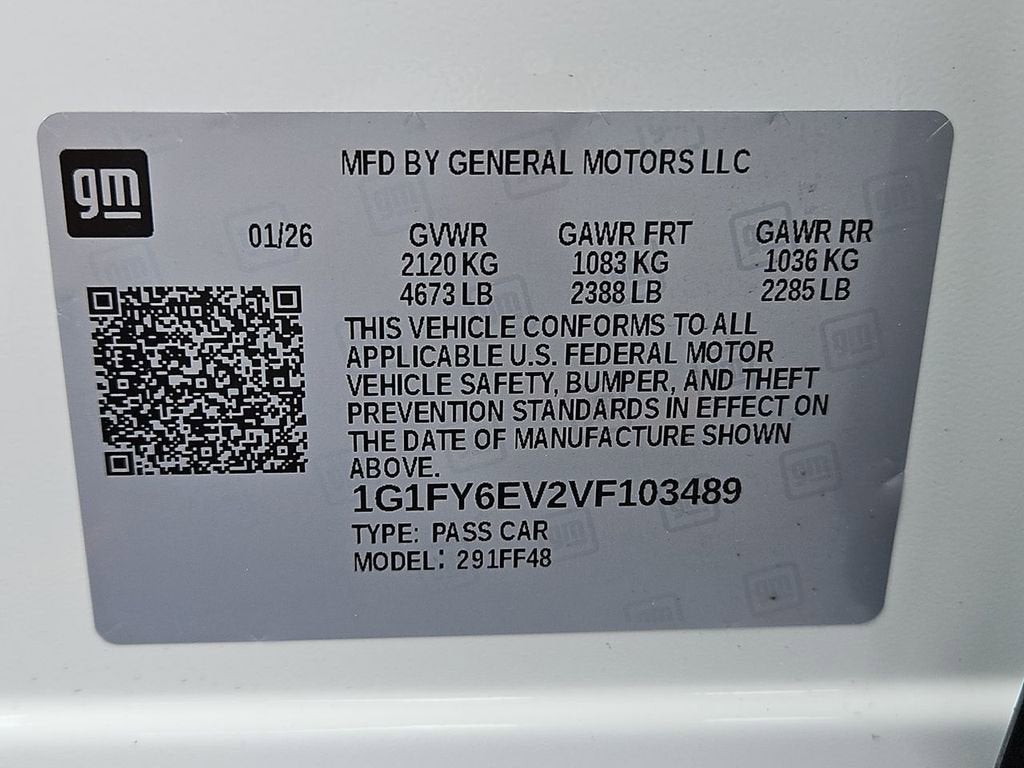 gm
MFD BY GENERAL MOTORS LLC
01/26 GVWR GAWR FRT GAWR RR
2120 KG 1083 KG 1036 KG
4673 LB 2388 LB 2285 LB
THIS VEHICLE CONFORMS TO ALL
APPLICABLE U.S. FEDERAL MOTOR
VEHICLE SAFETY, BUMPER, AND THEFT
PREVENTION STANDARDS IN EFFECT ON
THE DATE OF MANUFACTURE SHOWN
ABOVE.
1G1FY6EV2VF103489
TYPE: PASS CAR
MODEL: 291FF48